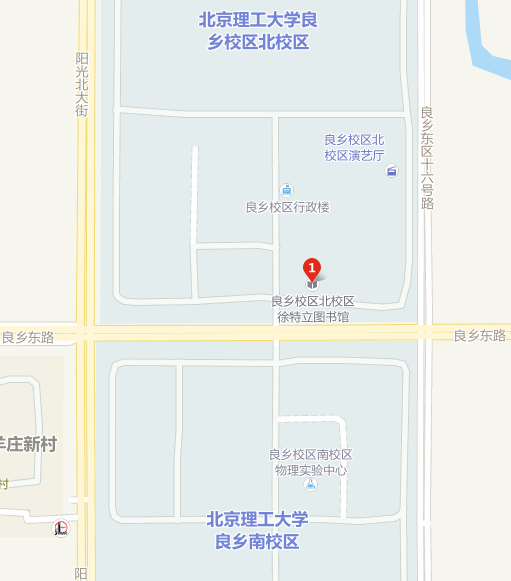 北京理工大学良
乡校区北校区
阳光北大街
良乡东区十六号路
良乡校区北
校区演艺厅
良乡校区行政楼
1
良乡校区北校区
徐特立图书馆
良乡东路
良乡东路
羊庄新村
村
良乡校区南校区
物理实验中心
北京理工大学
良乡南校区
阳